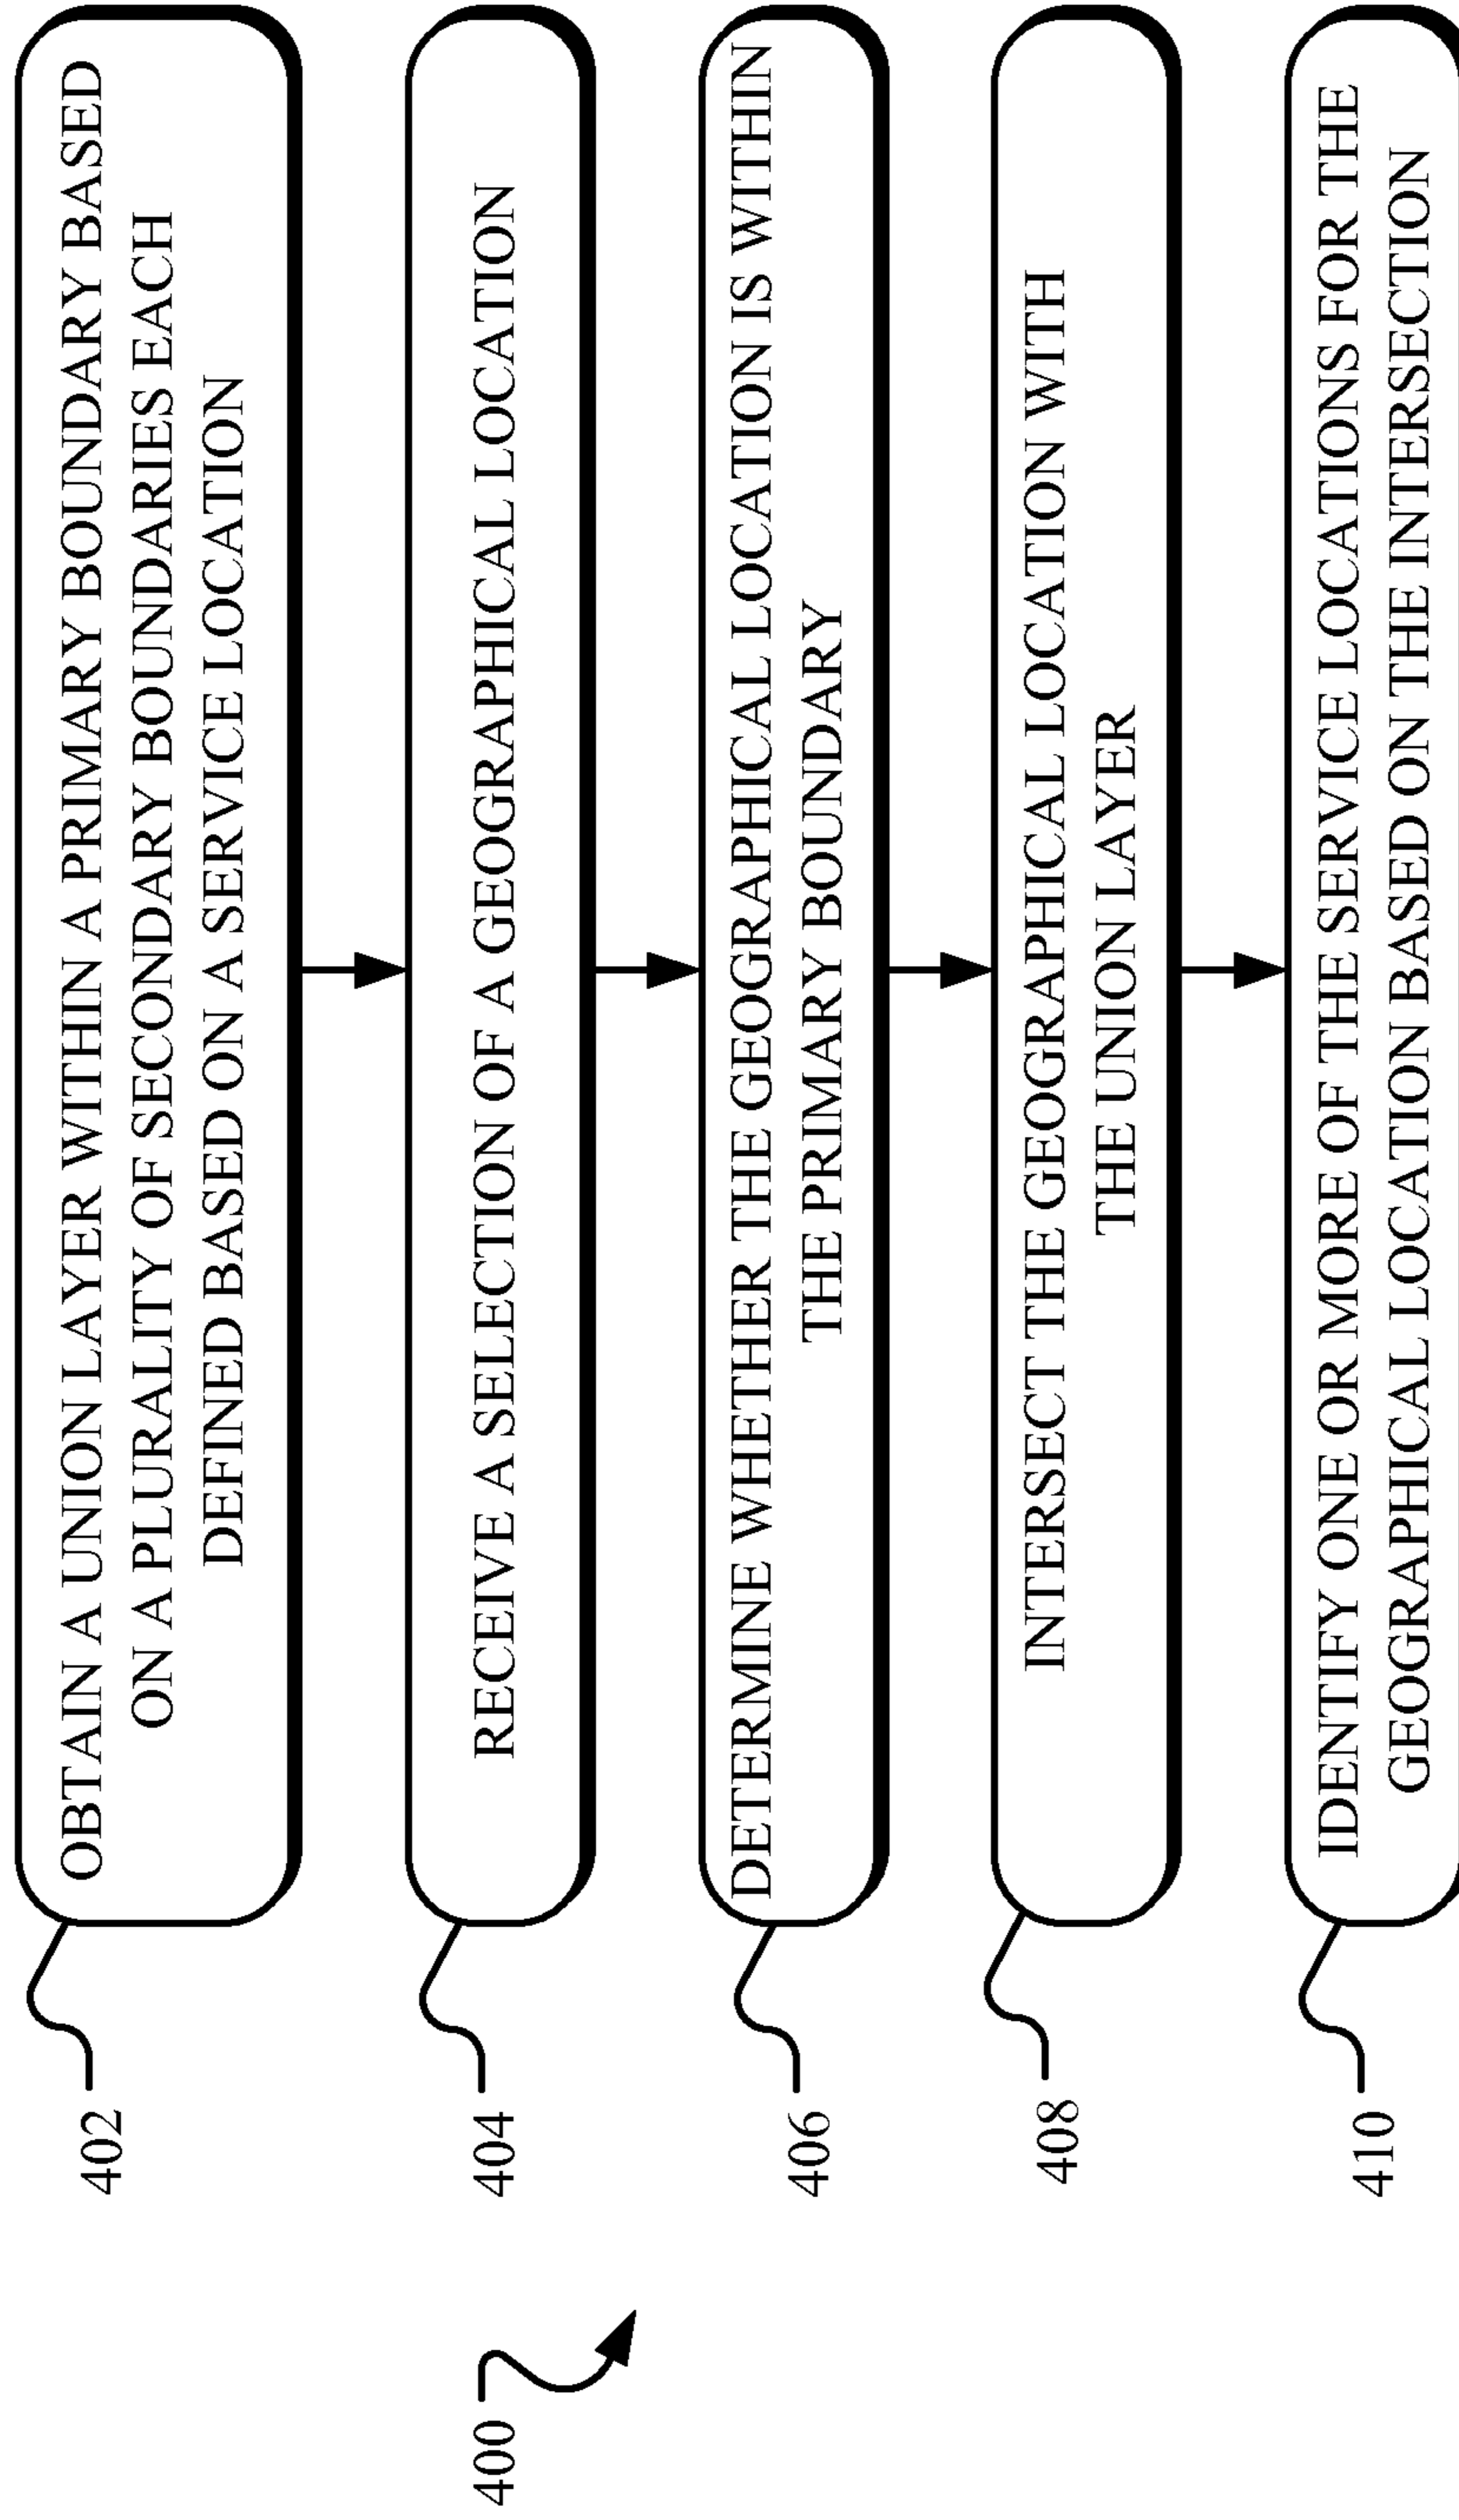 400
402
OBTAIN A UNION LAYER WITHIN A PRIMARY BOUNDARY BASED
ON A PLURALITY OF SECONDARY BOUNDARIES EACH
DEFINED BASED ON A SERVICE LOCATION
404
RECEIVE A SELECTION OF A GEOGRAPHICAL LOCATION
406
DETERMINE WHETHER THE GEOGRAPHICAL LOCATION IS WITHIN
THE PRIMARY BOUNDARY
408
INTERSECT THE GEOGRAPHICAL LOCATION WITH
THE UNION LAYER
410
IDENTIFY ONE OR MORE OF THE SERVICE LOCATIONS FOR THE
GEOGRAPHICAL LOCATION BASED ON THE INTERSECTION